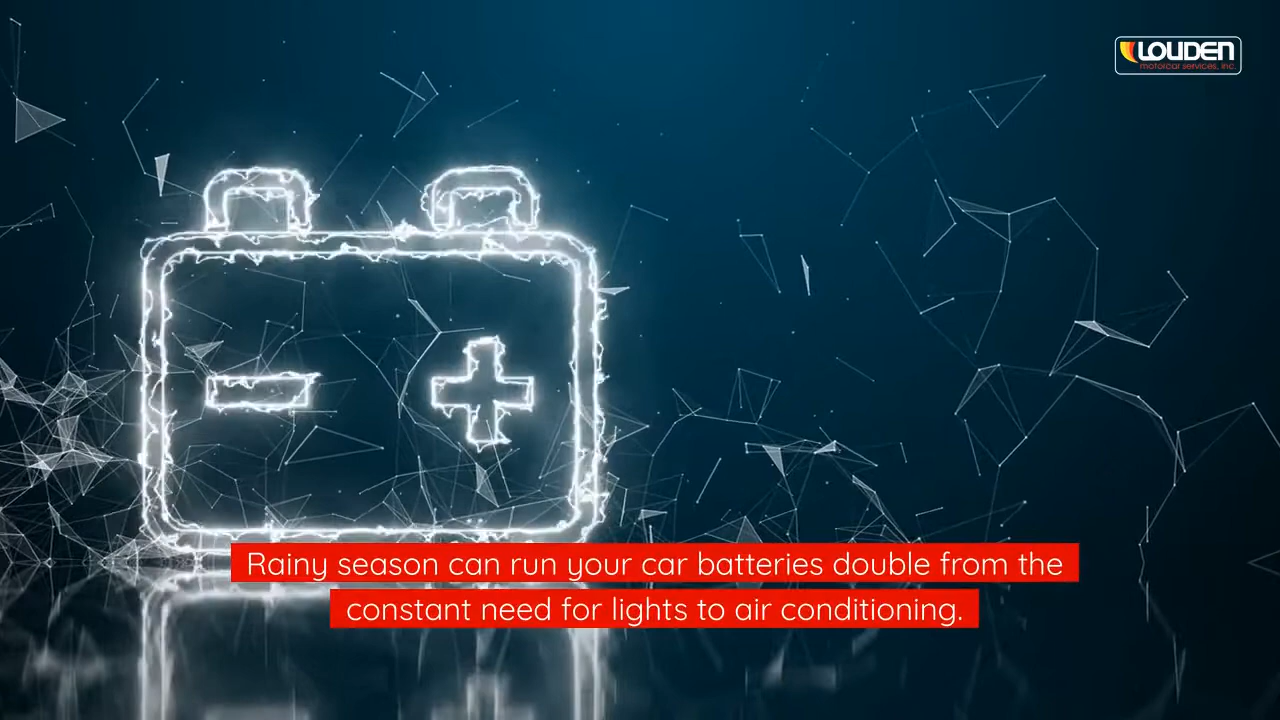 LOUDEN
motorcar services, inc.
Rainy season can run your car batteries double from the
constant need for lights to air conditioning.